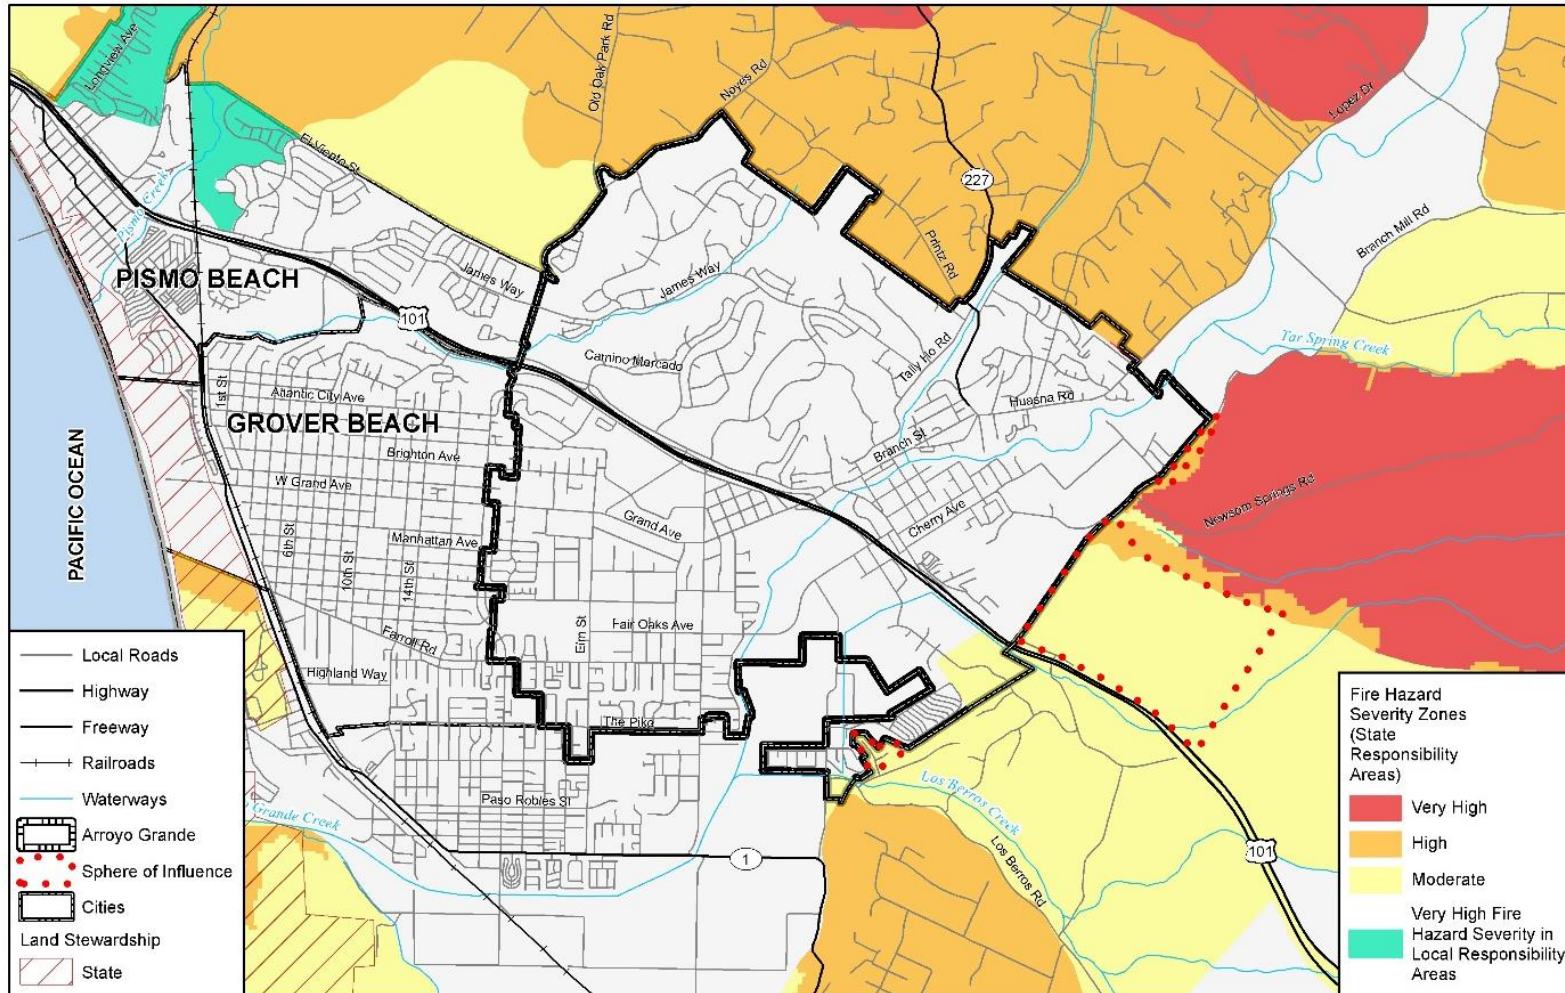 Longview Ave
Old Oak Park Rd
Noyes Rd
Lopez Dr
El Viento St
227
Pismo Creek
Printz Rd
Branch Mill Rd
PISMO BEACH
James Way
James Way
101
Tar Spring Creek
Camino Mercado
Tally Ho Rd
1st St
Atlantic City Ave
Huasna Rd
GROVER BEACH
Branch St
Brighton Ave
W Grand Ave
Newsom Springs Rd
PACIFIC OCEAN
Grand Ave
Cherry Ave
6th St
Manhattan Ave
10th St
14th St
Elm St
Fair Oaks Ave
Farroll Rd
Highland Way
The Pike
Los Berros Creek
Paso Robles St
Grande Creek
1
Los Berros Rd
101
Local Roads
Highway
Freeway
Railroads
Waterways
Arroyo Grande
Sphere of Influence
Cities
Land Stewardship
State
Fire Hazard
Severity Zones
(State
Responsibility
Areas)
Very High
High
Moderate
Very High Fire
Hazard Severity in
Local Responsibility
Areas